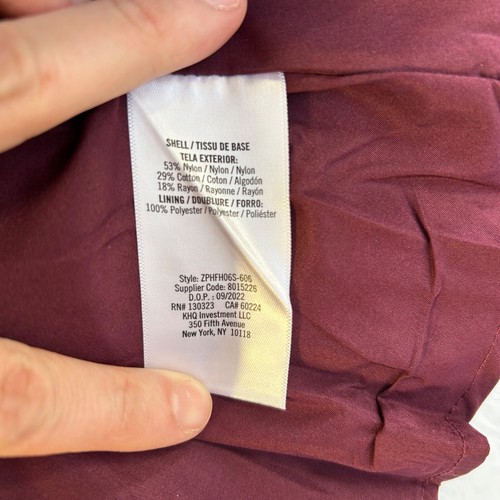 SHELL / TISSU DE BASE
TELA EXTERIOR:
53% Nylon / Nylon / Nylon
29% Cotton / Coton / Algodón
18% Rayon / Rayonne / Rayón
LINING / DOUBLURE / FORRO:
100% Polyester / Polyester / Poliéster
Style: ZPHFH06S-606
Supplier Code: 8015226
D.O.P. : 09/2022
RN# 130323 CA# 60224
KHQ Investment LLC
350 Fifth Avenue
New York, NY 10118